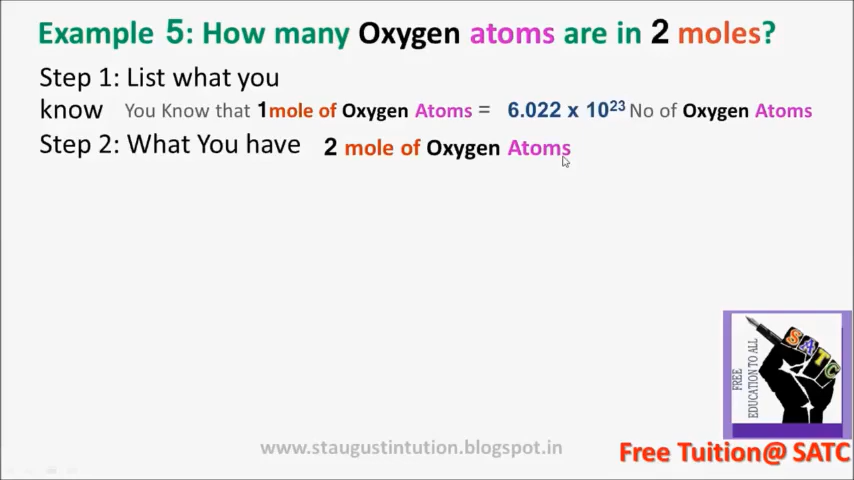 Example 5: How many Oxygen atoms are in 2 moles?
Step 1: List what you
know You Know that 1mole of Oxygen Atoms = 6.022 x 10²³ No of Oxygen Atoms
Step 2: What You have 2 mole of Oxygen Atoms
FREE
EDUCATION TO ALL
SATC
www.staugustintution.blogspot.in
Free Tuition@ SATC